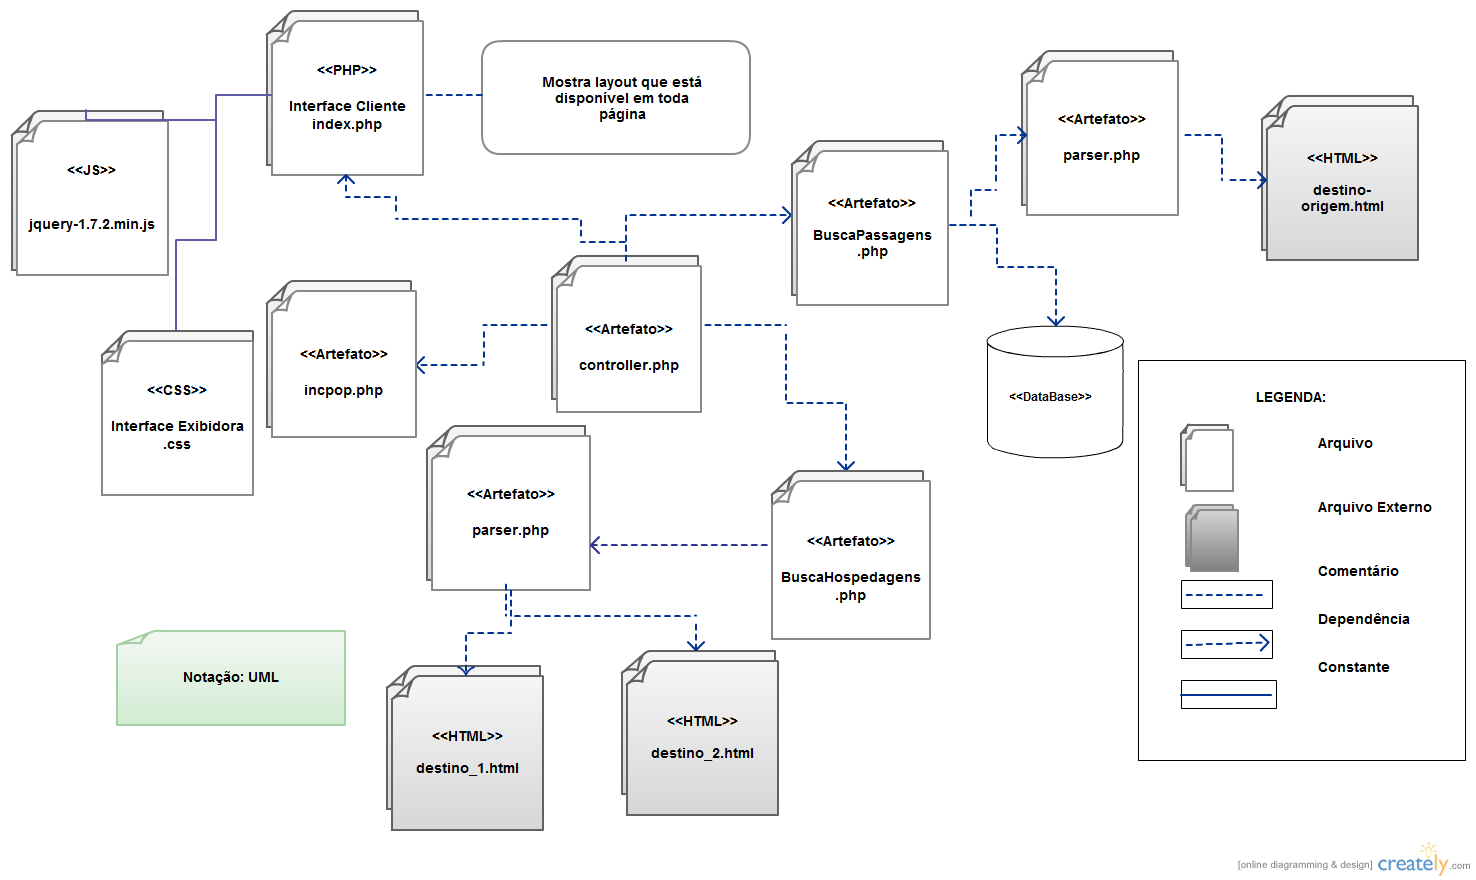 <<PHP>>
Interface Cliente
index.php
Mostra layout que está
disponível em toda
página
<<Artefato>>
parser.php
<<HTML>>
destino-
origem.html
<<JS>>
jquery-1.7.2.min.js
<<Artefato>>
BuscaPassagens
.php
<<Artefato>>
controller.php
<<Artefato>>
incpop.php
<<CSS>>
Interface Exibidora
.css
<<DataBase>>
<<Artefato>>
parser.php
<<Artefato>>
BuscaHospedagens
.php
<<HTML>>
destino_1.html
<<HTML>>
destino_2.html
Notação: UML
LEGENDA:
Arquivo
Arquivo Externo
Comentário
Dependência
Constante
[online diagramming & design] creately.com